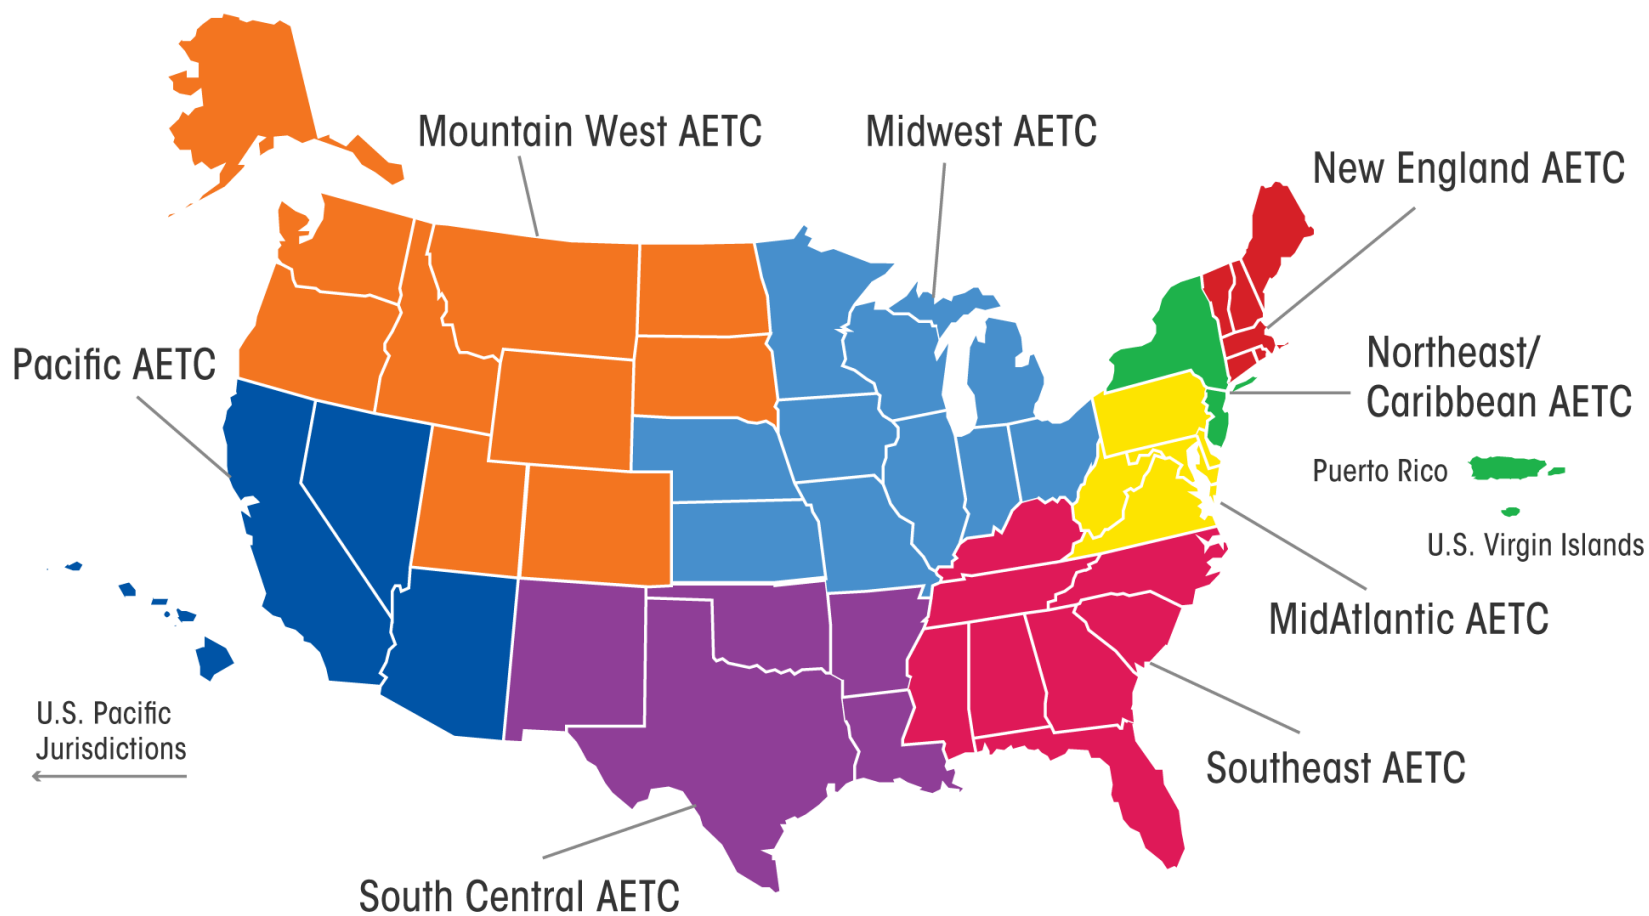 Mountain West AETC
Midwest AETC
New England AETC
Pacific AETC
Northeast/
Caribbean AETC
Puerto Rico
U.S. Virgin Islands
MidAtlantic AETC
U.S. Pacific
Jurisdictions
Southeast AETC
South Central AETC